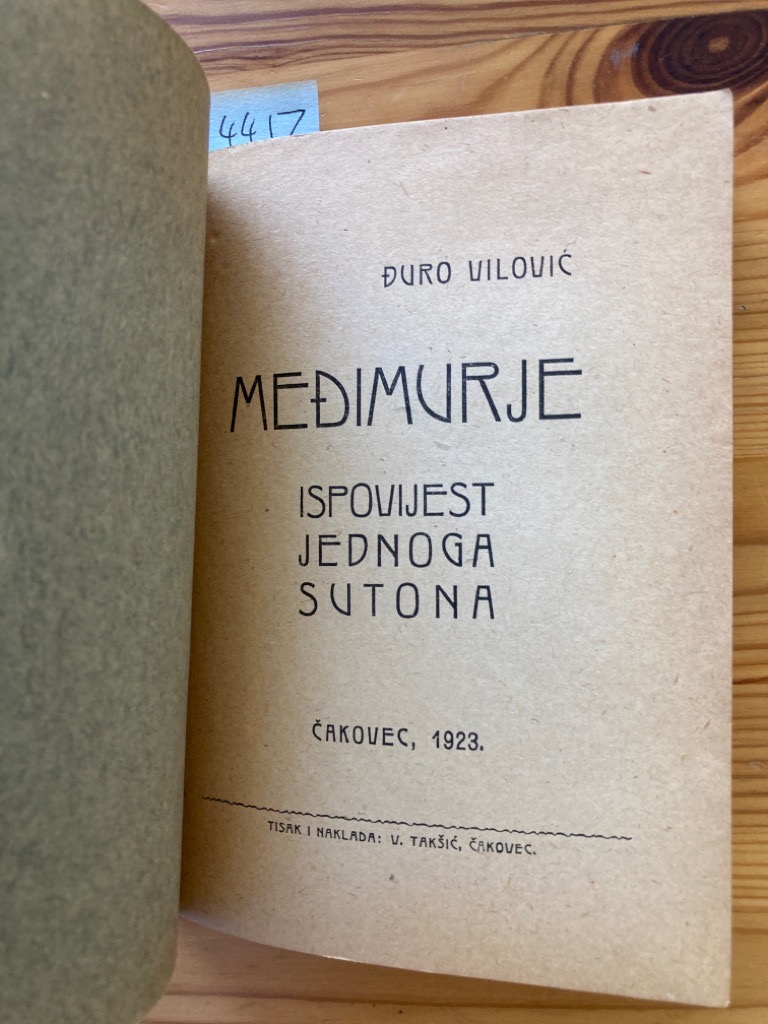 4417
ĐURO VILOVIĆ
MEĐIMURJE
ISPOVIJEST
JEDNOGA
SUTONA
ČAKOVEC, 1923.
TISAK I NAKLADA: V. TAKŠIĆ, ČAKOVEC.